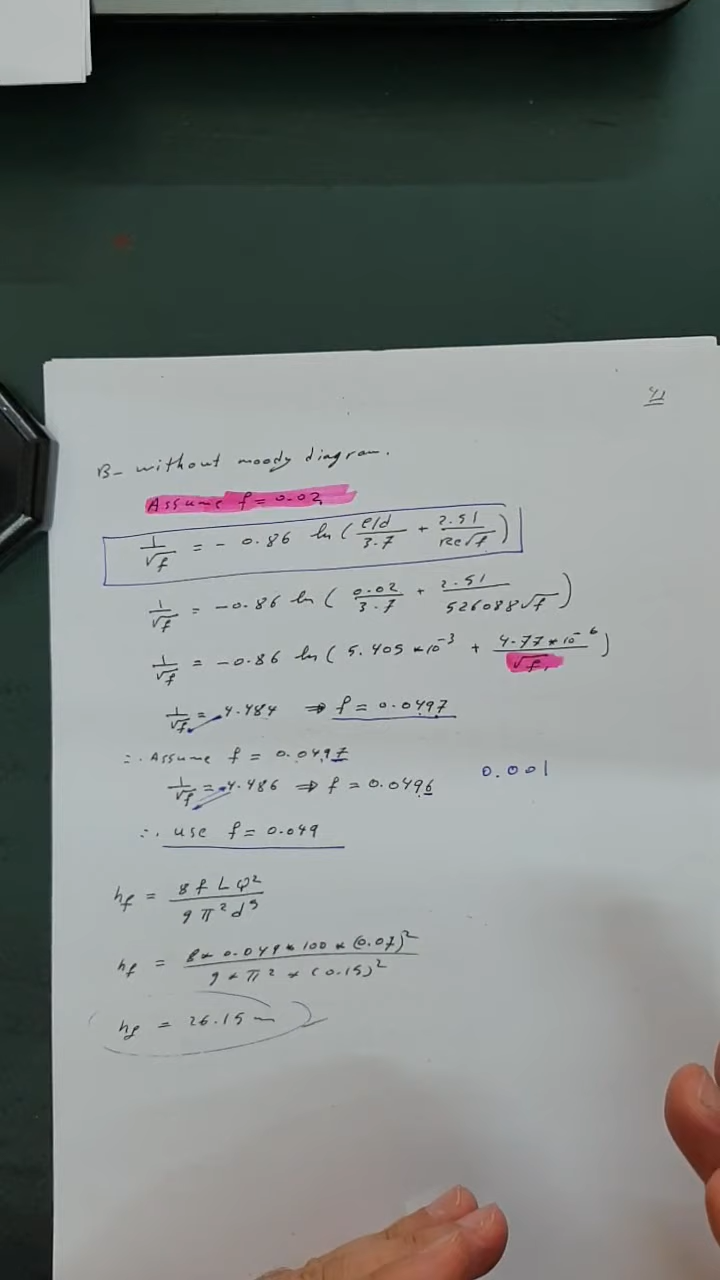 41
B- without moody diagram.
Assume f = 0.02
1/√f = - 0.86 ln ( e/d / 3.7 + 2.51 / Re√f )
1/√f = -0.86 ln ( 0.02 / 3.7 + 2.51 / 526088√f )
1/√f = -0.86 ln ( 5.405 * 10⁻³ + 4.77 * 10⁻⁶ / √f )
1/√f = 4.484 ⇒ f = 0.0497
∴ Assume f = 0.0497
1/√f = 4.486 ⇒ f = 0.0496 0.001
∴ use f = 0.049
hf = 8 f L Q² / g π² d⁵
hf = 8 * 0.049 * 100 * (0.07)² / g * π² * (0.15)²
hf = 26.15 m